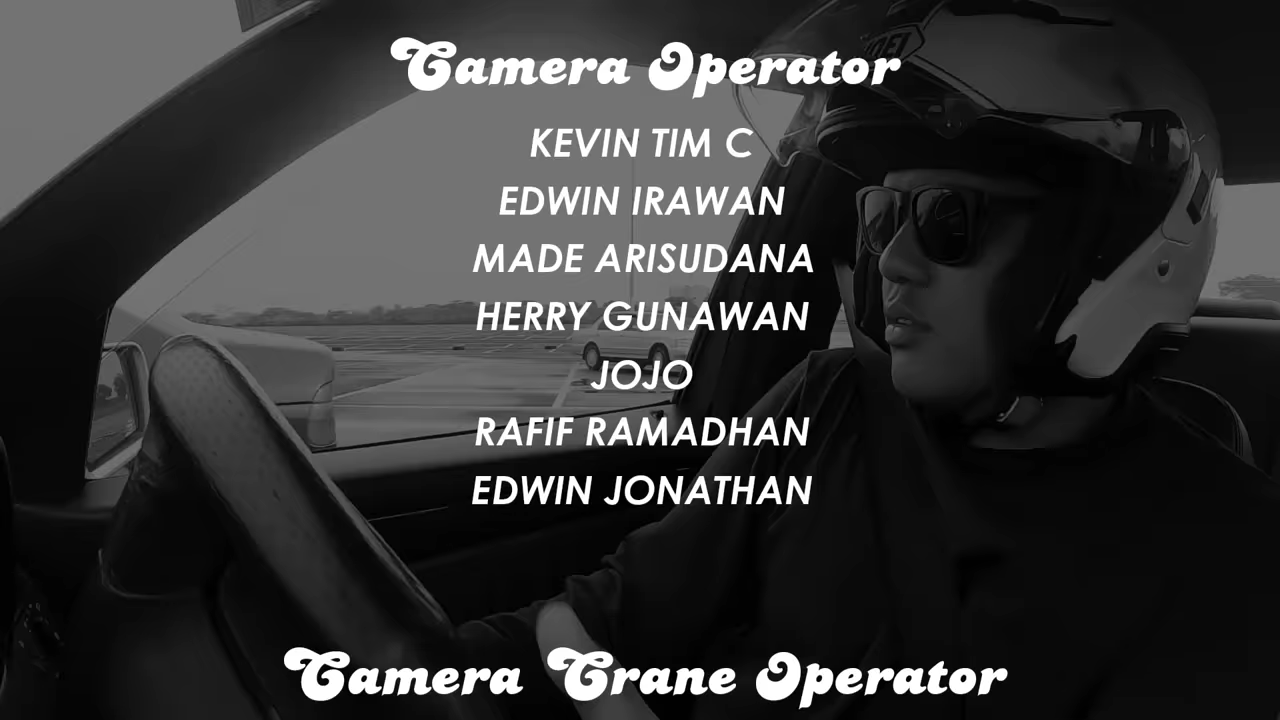 Camera Operator
KEVIN TIM C
EDWIN IRAWAN
MADE ARISUDANA
HERRY GUNAWAN
JOJO
RAFIF RAMADHAN
EDWIN JONATHAN
Camera Crane Operator